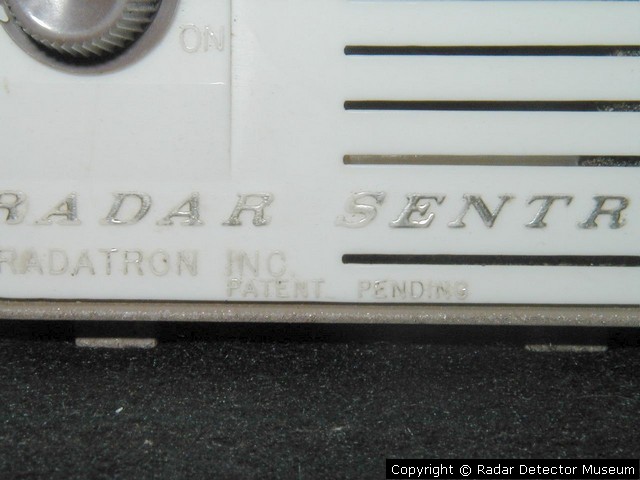 ON
RADAR SENTR
RADATRON INC.
PATENT PENDING
Copyright © Radar Detector Museum